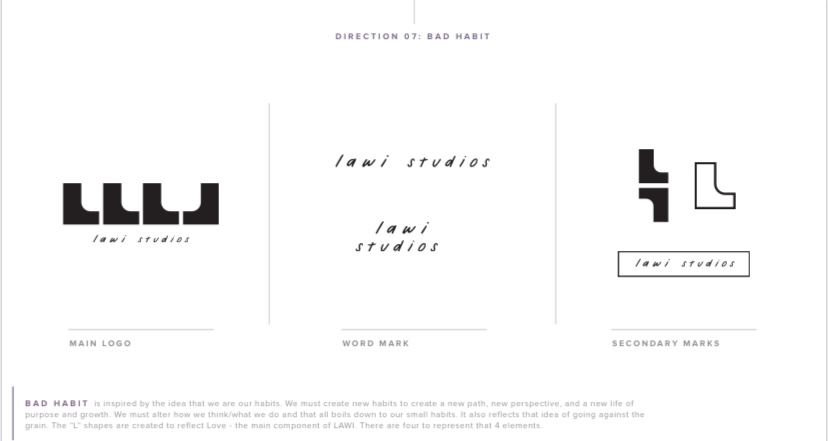 DIRECTION 07: BAD HABIT
lawi studios
lawi studios
lawi
studios
lawi studios
MAIN LOGO
WORD MARK
SECONDARY MARKS
BAD HABIT is inspired by the idea that we are our habits. We must create new habits to create a new path, new perspective, and a new life of
purpose and growth. We must alter how we think/what we do and that all boils down to our small habits. It also reflects that idea of going against the
grain. The "L" shapes are created to reflect Love - the main component of LAWI. There are four to represent that 4 elements.